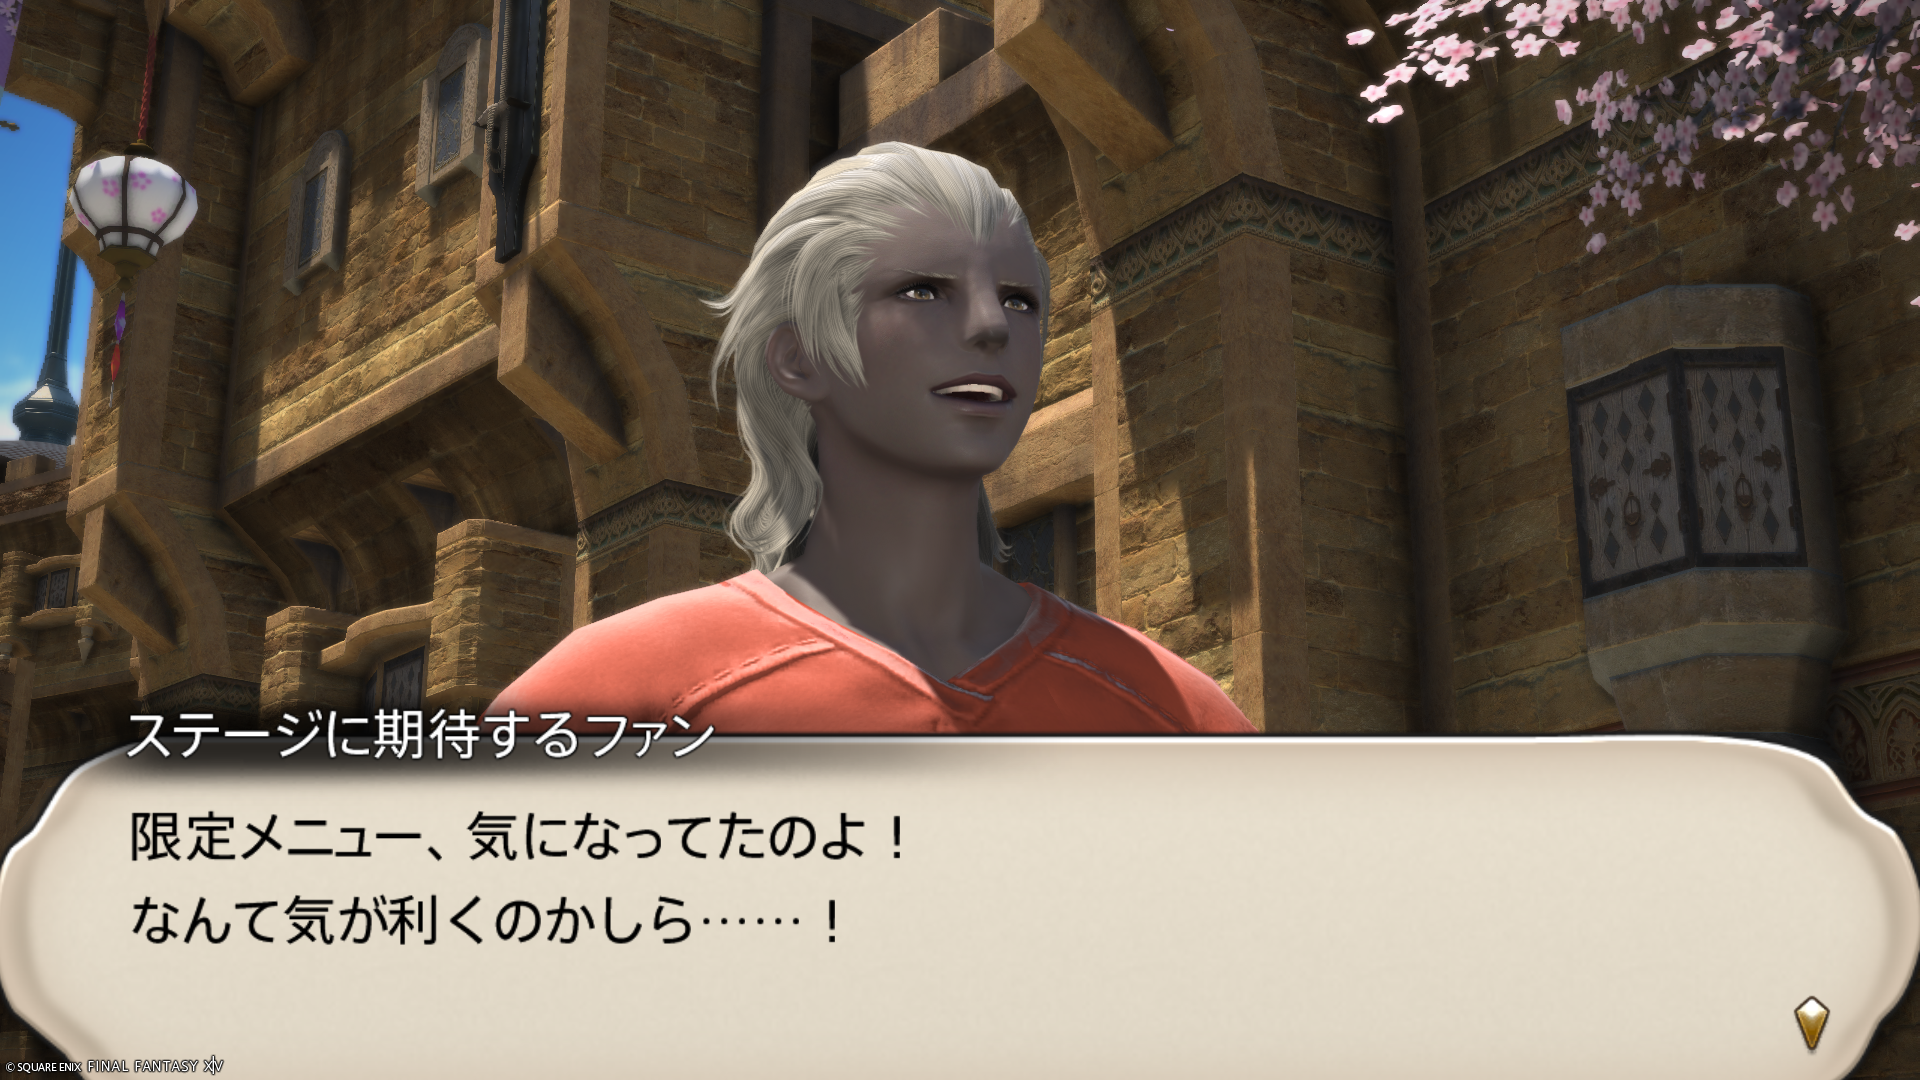 ステージに期待するファン
限定メニュー、気になってたのよ！
なんて気が利くのかしら……！
© SQUARE ENIX FINAL FANTASY XIV